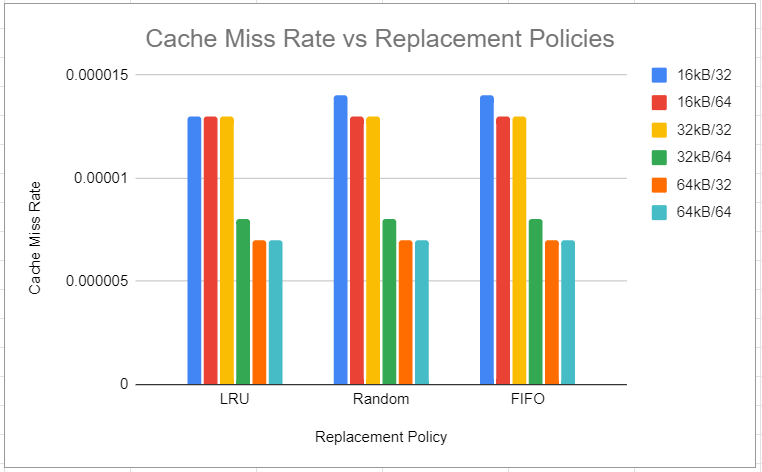 Cache Miss Rate vs Replacement Policies
0.000015
0.00001
0.000005
0
Cache Miss Rate
LRU
Random
FIFO
Replacement Policy
16kB/32
16kB/64
32kB/32
32kB/64
64kB/32
64kB/64